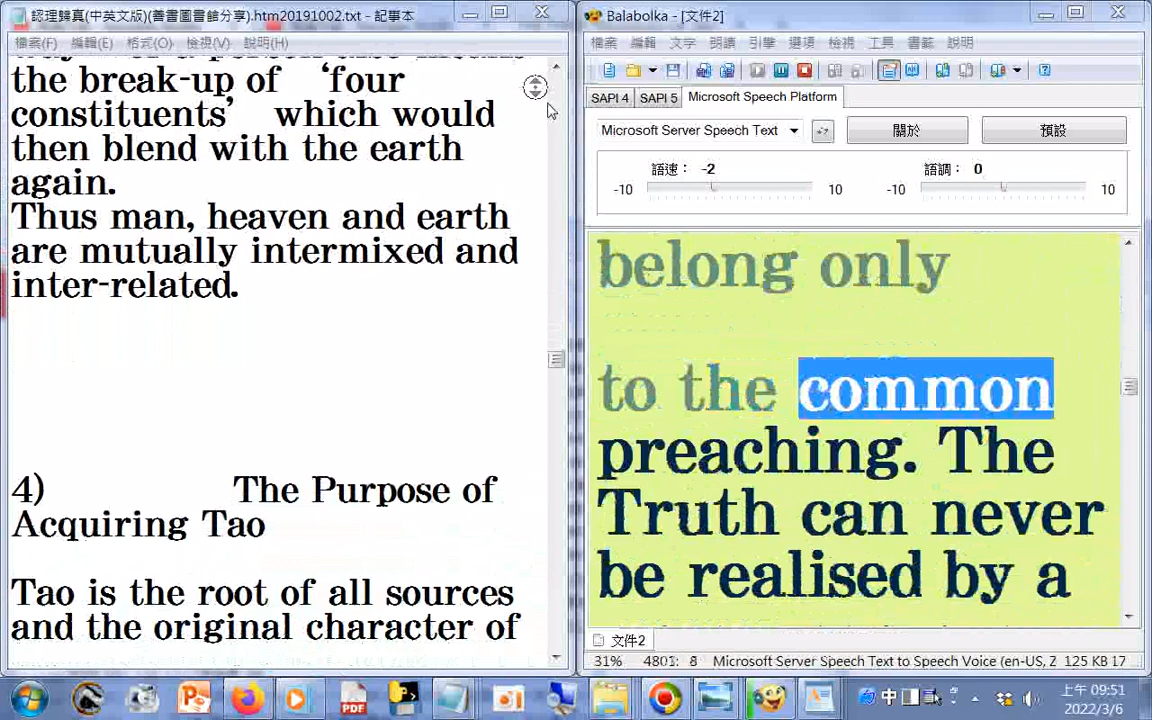 認理歸真(中英文版)(善書圖書館分享).htm20191002.txt - 記事本
檔案(F) 編輯(E) 格式(O) 檢視(V) 說明(H)
the break-up of ‘four
constituents’ which would
then blend with the earth
again.
Thus man, heaven and earth
are mutually intermixed and
inter-related.
4) The Purpose of
Acquiring Tao
Tao is the root of all sources
and the original character of
Balabolka - [文件2]
檔案 編輯 文字 朗讀 引擎 選項 檢視 工具 書籤 說明
SAPI 4 SAPI 5 Microsoft Speech Platform
Microsoft Server Speech Text 關於 預設
語速： -2 語調： 0
-10 10 -10 10
belong only
to the common
preaching. The
Truth can never
be realised by a
文件2
31% 4801: 8 Microsoft Server Speech Text to Speech Voice (en-US, Z 125 KB 17
PDF
中
上午 09:51
2022/3/6